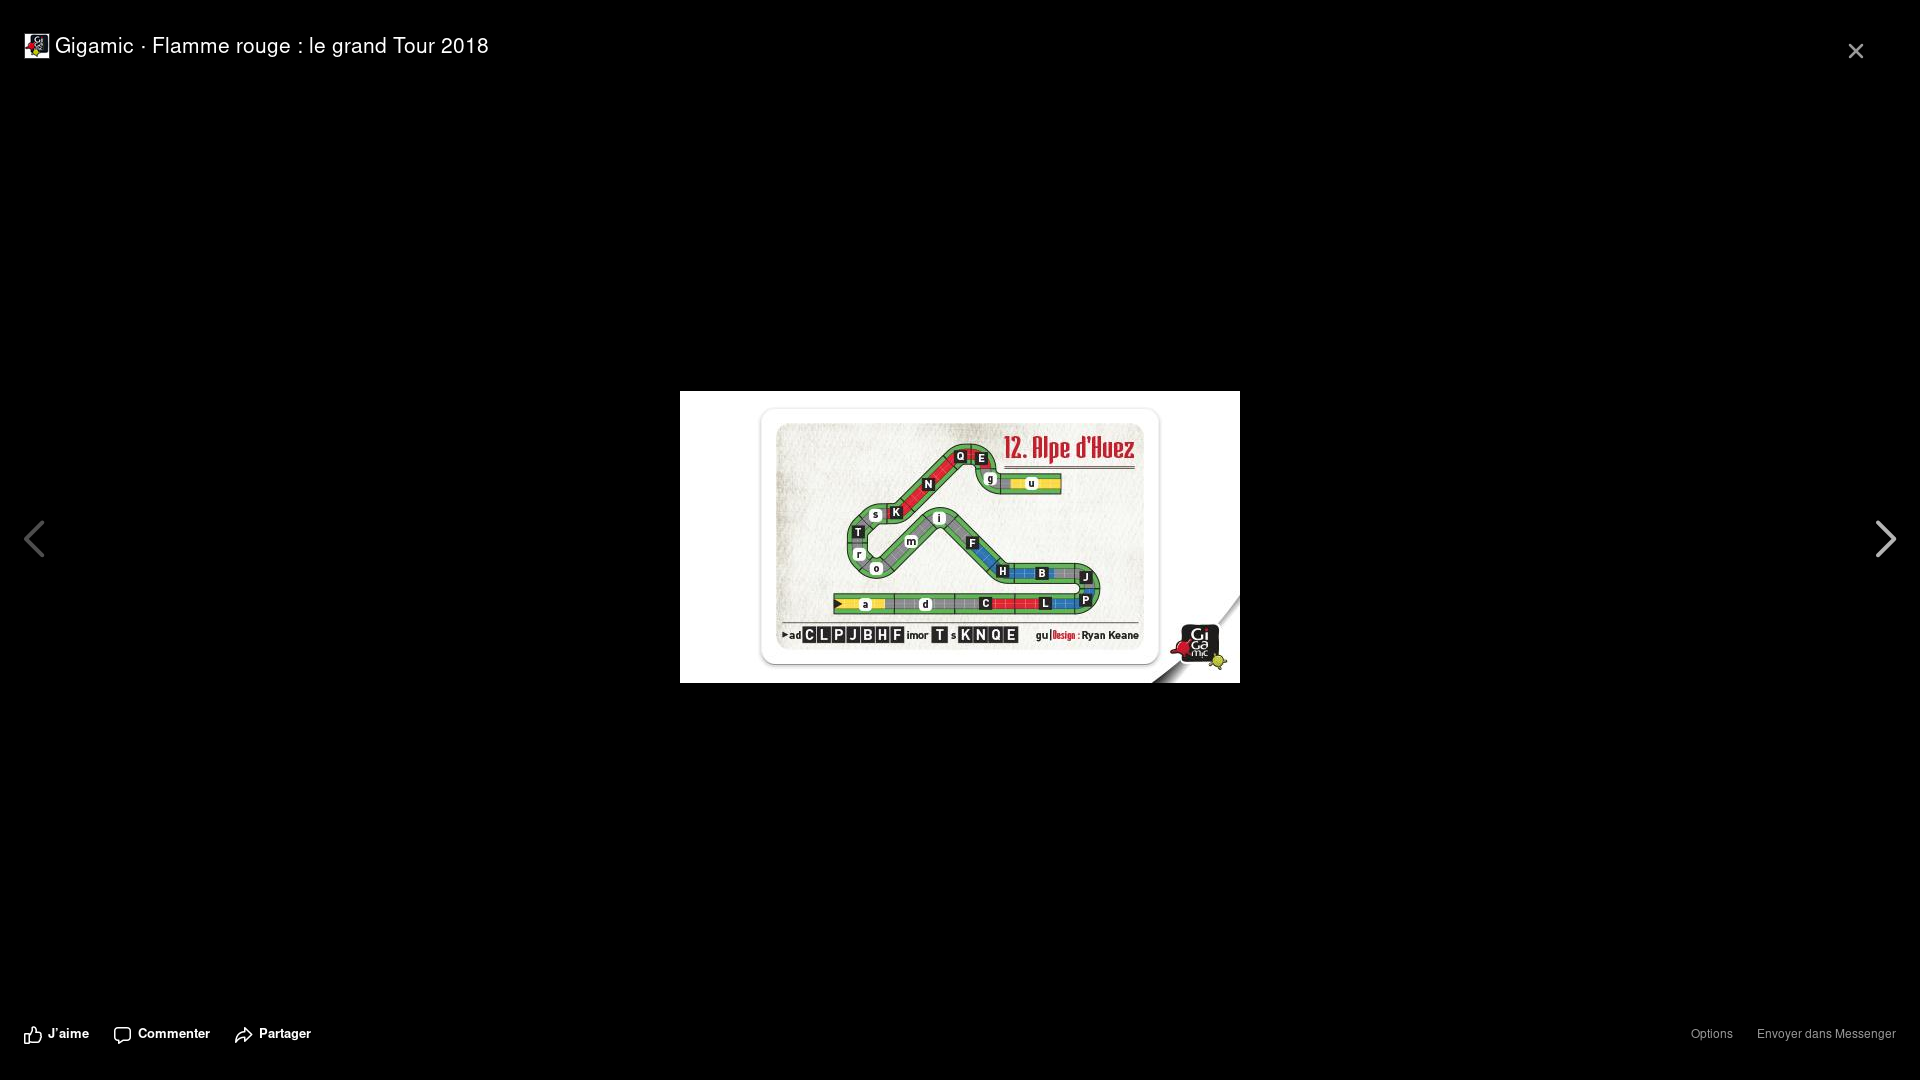 Gigamic · Flamme rouge : le grand Tour 2018
12. Alpe d'Huez
Q E
g u
N
s K
T i
r m F
o H B J
a d C L P
ad C L P J B H F imor T s K N Q E gu | Design : Ryan Keane
GiGamic
J'aime Commenter Partager Options Envoyer dans Messenger